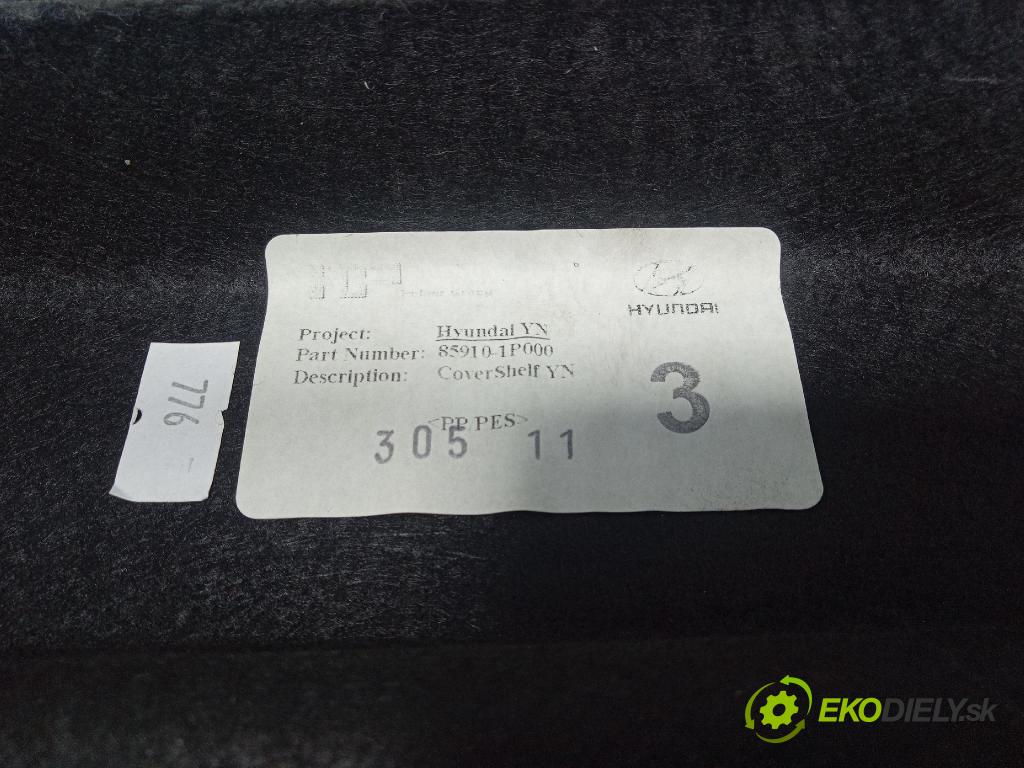 HYUNDAI
Project: Hyundai YN
Part Number: 85910-1P000
Description: CoverShelf YN
3
<PP PES>
305 11
776
EKODIELY.sk